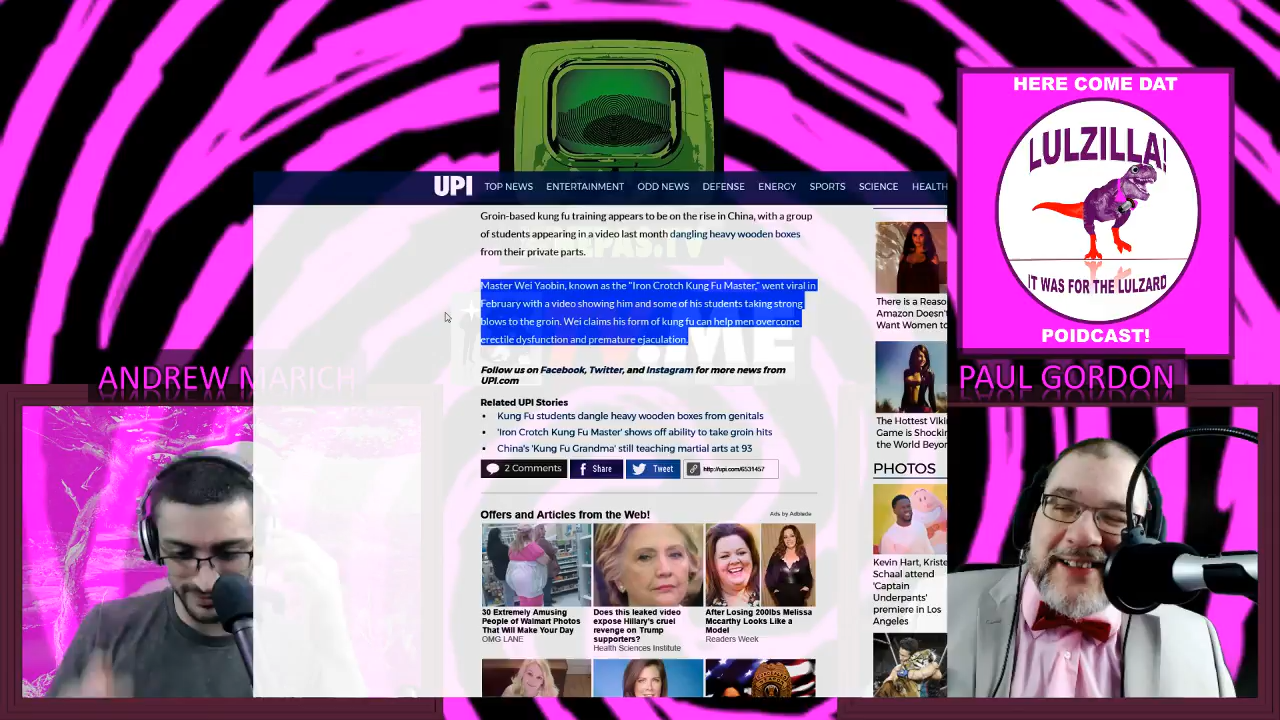 HERE COME DAT
LULZILLA!
IT WAS FOR THE LULZARD
POIDCAST!
UPI TOP NEWS ENTERTAINMENT ODD NEWS DEFENSE ENERGY SPORTS SCIENCE HEALTH
Groin-based kung fu training appears to be on the rise in China, with a group
of students appearing in a video last month dangling heavy wooden boxes
from their private parts.
Master Wei Yaobin, known as the "Iron Crotch Kung Fu Master," went viral in
February with a video showing him and some of his students taking strong
blows to the groin. Wei claims his form of kung fu can help men overcome
erectile dysfunction and premature ejaculation.
Follow us on Facebook, Twitter, and Instagram for more news from
UPI.com
Related UPI Stories
• Kung Fu students dangle heavy wooden boxes from genitals
• 'Iron Crotch Kung Fu Master' shows off ability to take groin hits
• China's 'Kung Fu Grandma' still teaching martial arts at 93
2 Comments Share Tweet http://upi.com/6531457
Offers and Articles from the Web!
Ads by Adblade
30 Extremely Amusing
People of Walmart Photos
That Will Make Your Day
OMG LANE
Does this leaked video
expose Hillary's cruel
revenge on Trump
supporters?
Health Sciences Institute
After Losing 200lbs Melissa
Mccarthy Looks Like a
Model
Readers Week
There is a Reaso
Amazon Doesn'
Want Women to
The Hottest Viki
Game is Shockin
the World Beyon
PHOTOS
Kevin Hart, Kriste
Schaal attend
'Captain
Underpants'
premiere in Los
Angeles
ANDREW MARICH
PAUL GORDON